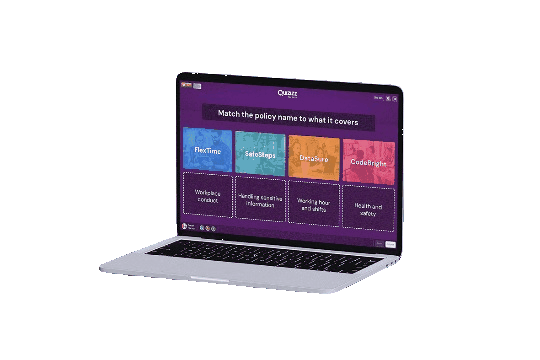 Quizizz
Match the policy name to what it covers
FlexTime
SafeSteps
DataSure
CodeBright
Workplace
conduct
Handling sensitive
information
Working hour
and shifts
Health and
safety